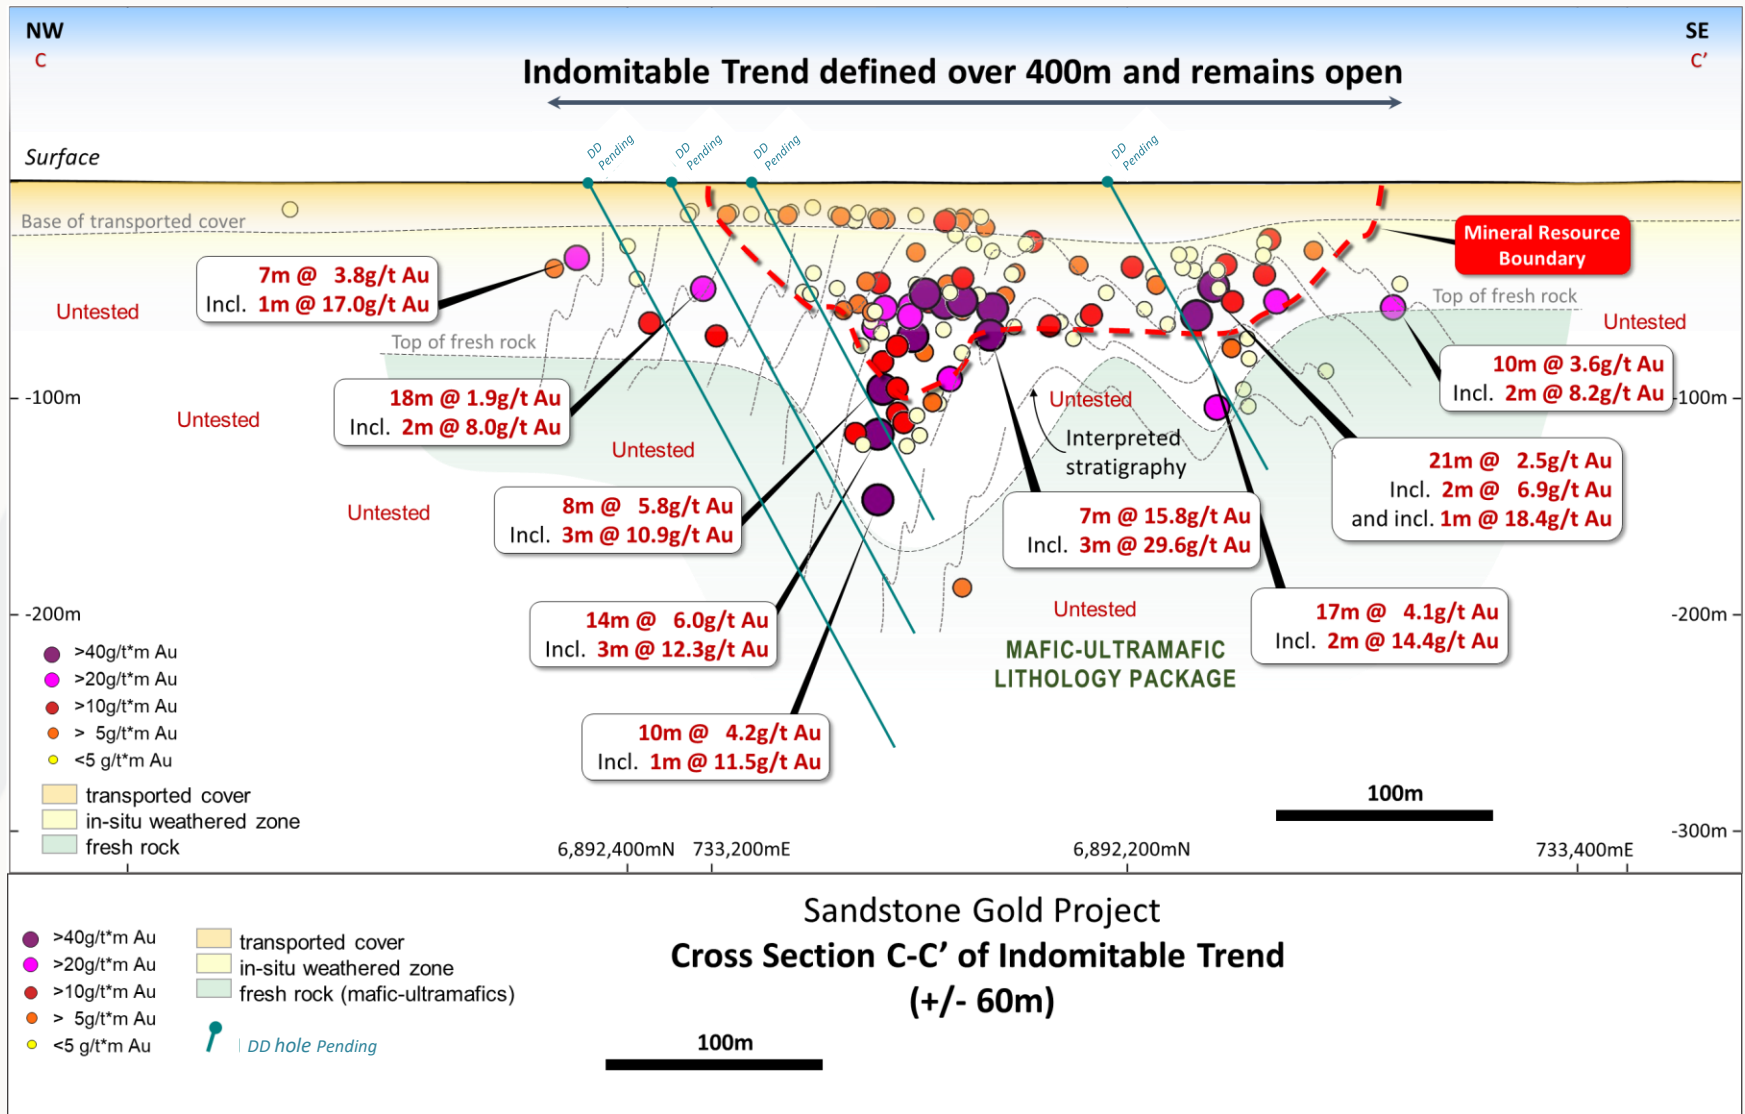 NW
SE
C
C’
Indomitable Trend defined over 400m and remains open
DD
Pending
DD
Pending
DD
Pending
DD
Pending
Surface
Base of transported cover
Mineral Resource
Boundary
7m @ 3.8g/t Au
Incl. 1m @ 17.0g/t Au
Untested
Top of fresh rock
Untested
Top of fresh rock
10m @ 3.6g/t Au
Incl. 2m @ 8.2g/t Au
-100m
-100m
18m @ 1.9g/t Au
Incl. 2m @ 8.0g/t Au
Untested
Untested
Untested
Interpreted
stratigraphy
21m @ 2.5g/t Au
Incl. 2m @ 6.9g/t Au
and incl. 1m @ 18.4g/t Au
Untested
8m @ 5.8g/t Au
Incl. 3m @ 10.9g/t Au
7m @ 15.8g/t Au
Incl. 3m @ 29.6g/t Au
-200m
-200m
14m @ 6.0g/t Au
Incl. 3m @ 12.3g/t Au
Untested
17m @ 4.1g/t Au
Incl. 2m @ 14.4g/t Au
MAFIC-ULTRAMAFIC
LITHOLOGY PACKAGE
10m @ 4.2g/t Au
Incl. 1m @ 11.5g/t Au
>40g/t*m Au
>20g/t*m Au
>10g/t*m Au
> 5g/t*m Au
<5 g/t*m Au
transported cover
in-situ weathered zone
fresh rock
100m
-300m
6,892,400mN
733,200mE
6,892,200mN
733,400mE
Sandstone Gold Project
Cross Section C-C’ of Indomitable Trend
(+/- 60m)
>40g/t*m Au
>20g/t*m Au
>10g/t*m Au
> 5g/t*m Au
<5 g/t*m Au
transported cover
in-situ weathered zone
fresh rock (mafic-ultramafics)
DD hole Pending
100m